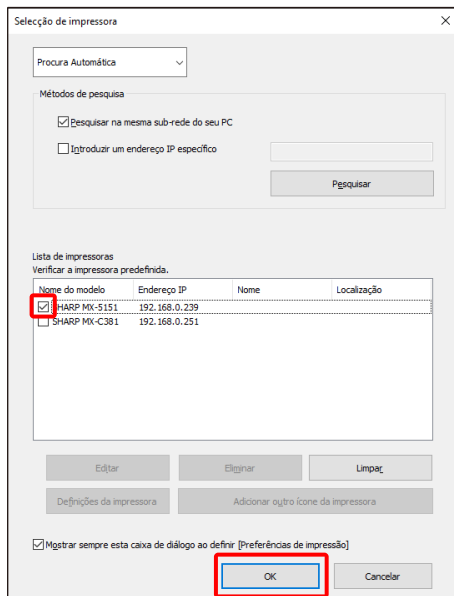 Selecção de impressora
Procura Automática
Métodos de pesquisa
Pesquisar na mesma sub-rede do seu PC
Introduzir um endereço IP específico
Pesquisar
Lista de impressoras
Verificar a impressora predefinida.
Nome do modelo Endereço IP Nome Localização
SHARP MX-5151 192.168.0.239
SHARP MX-C381 192.168.0.251
Editar Eliminar Limpar
Definições da impressora Adicionar outro ícone da impressora
Mostrar sempre esta caixa de diálogo ao definir [Preferências de impressão]
OK Cancelar